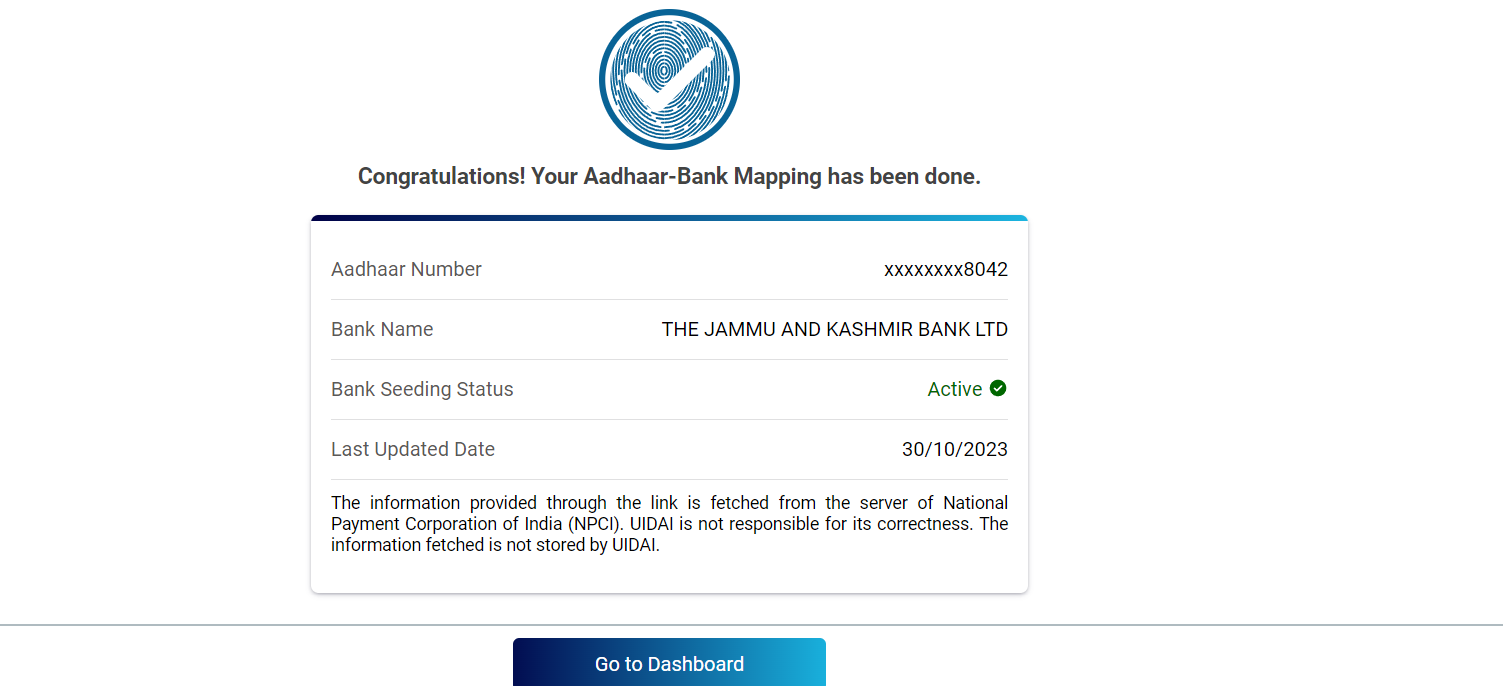 Congratulations! Your Aadhaar-Bank Mapping has been done.
Aadhaar Number xxxxxxxx8042
Bank Name THE JAMMU AND KASHMIR BANK LTD
Bank Seeding Status Active
Last Updated Date 30/10/2023
The information provided through the link is fetched from the server of National
Payment Corporation of India (NPCI). UIDAI is not responsible for its correctness. The
information fetched is not stored by UIDAI.
Go to Dashboard